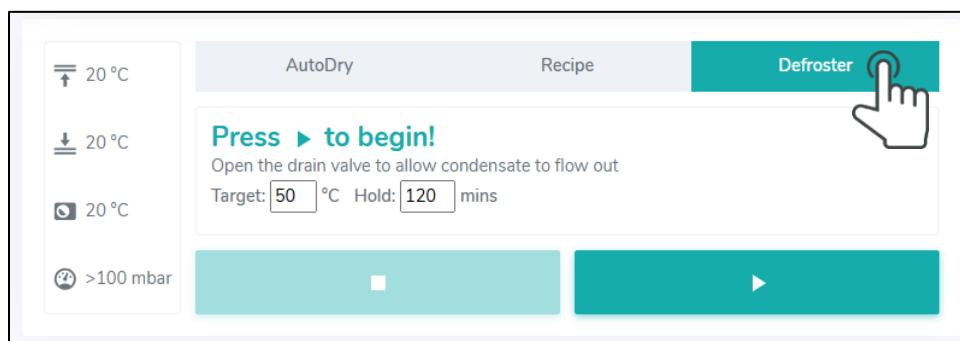 20 °C
20 °C
20 °C
>100 mbar
AutoDry Recipe Defroster
Press ▶ to begin!
Open the drain valve to allow condensate to flow out
Target: 50 °C Hold: 120 mins